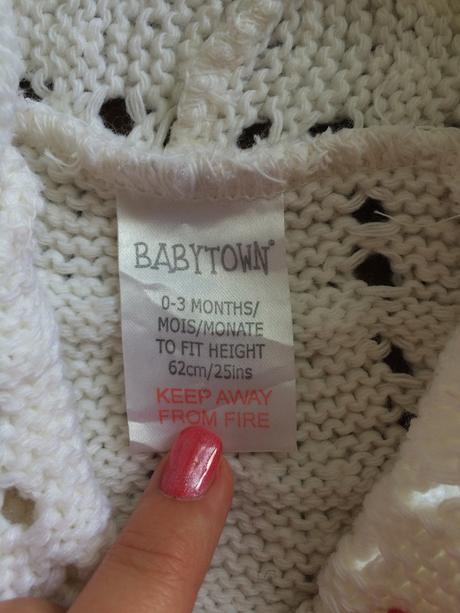 BABYTOWN®
0-3 MONTHS/
MOIS/MONATE
TO FIT HEIGHT
62cm/25ins
KEEP AWAY
FROM FIRE